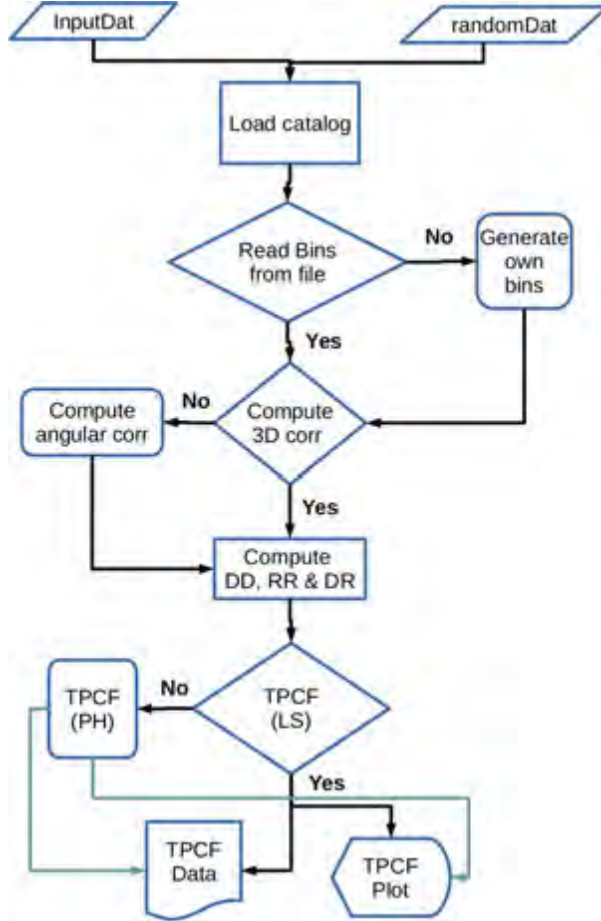 InputDat
randomDat
Load catalog
Read Bins
from file
No
Generate
own
bins
Yes
Compute
angular corr
No
Compute
3D corr
Yes
Compute
DD, RR & DR
TPCF
(PH)
No
TPCF
(LS)
Yes
TPCF
Data
TPCF
Plot